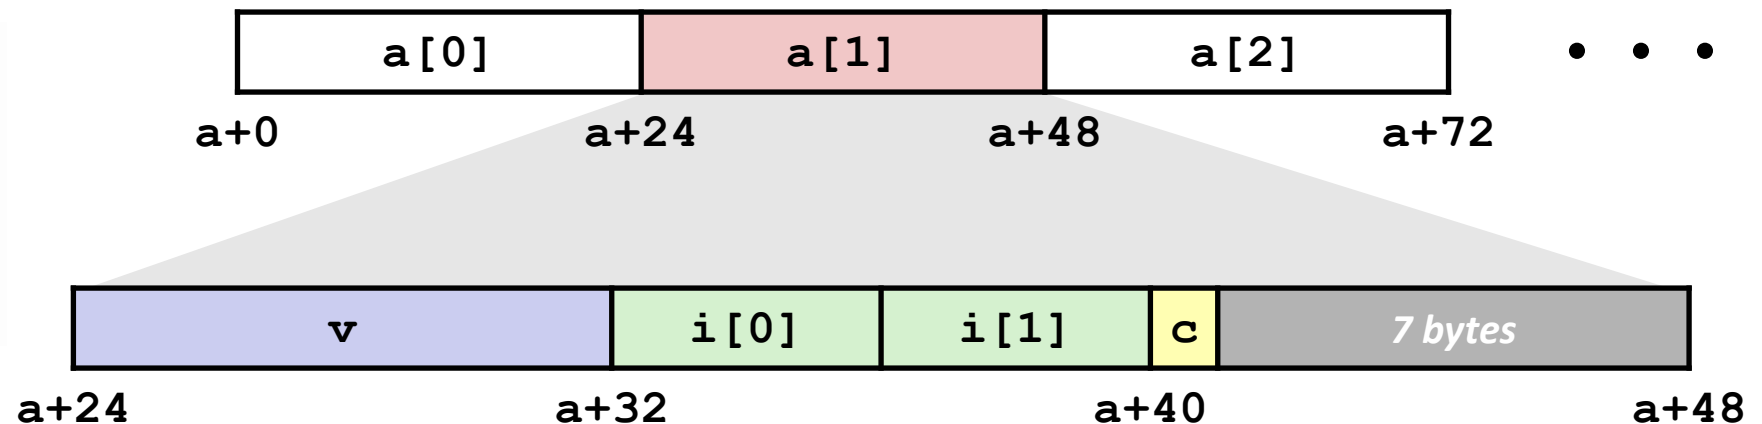 a[0] a[1] a[2] • • •
a+0 a+24 a+48 a+72
v i[0] i[1] c 7 bytes
a+24 a+32 a+40 a+48